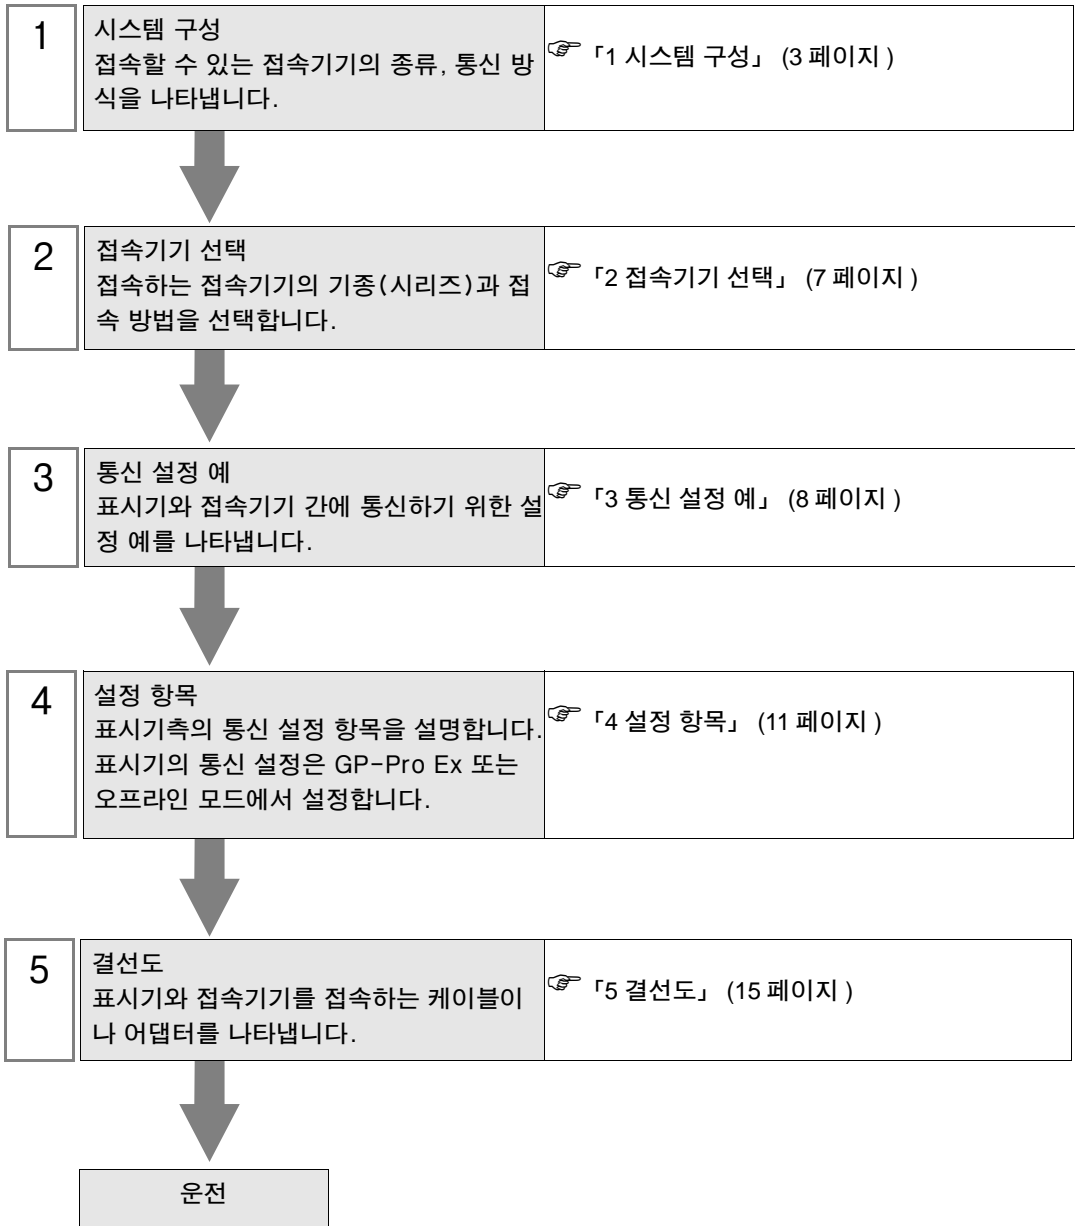 1
시스템 구성
접속할 수 있는 접속기기의 종류, 통신 방
식을 나타냅니다.
☞ 「1 시스템 구성」 (3 페이지 )
2
접속기기 선택
접속하는 접속기기의 기종(시리즈)과 접
속 방법을 선택합니다.
☞ 「2 접속기기 선택」 (7 페이지 )
3
통신 설정 예
표시기와 접속기기 간에 통신하기 위한 설
정 예를 나타냅니다.
☞ 「3 통신 설정 예」 (8 페이지 )
4
설정 항목
표시기측의 통신 설정 항목을 설명합니다.
표시기의 통신 설정은 GP-Pro Ex 또는
오프라인 모드에서 설정합니다.
☞ 「4 설정 항목」 (11 페이지 )
5
결선도
표시기와 접속기기를 접속하는 케이블이
나 어댑터를 나타냅니다.
☞ 「5 결선도」 (15 페이지 )
운전